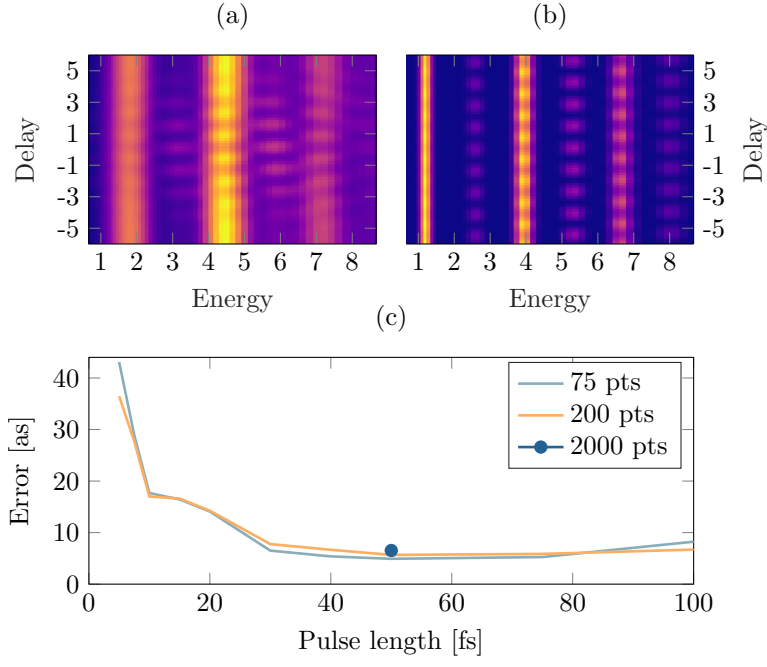 (a)
(b)
Delay
5
3
1
-1
-3
-5
1 2 3 4 5 6 7 8
Energy
5
3
1
-1
-3
-5
Delay
1 2 3 4 5 6 7 8
Energy
(c)
Error [as]
40
30
20
10
0
0 20 40 60 80 100
Pulse length [fs]
75 pts
200 pts
2000 pts